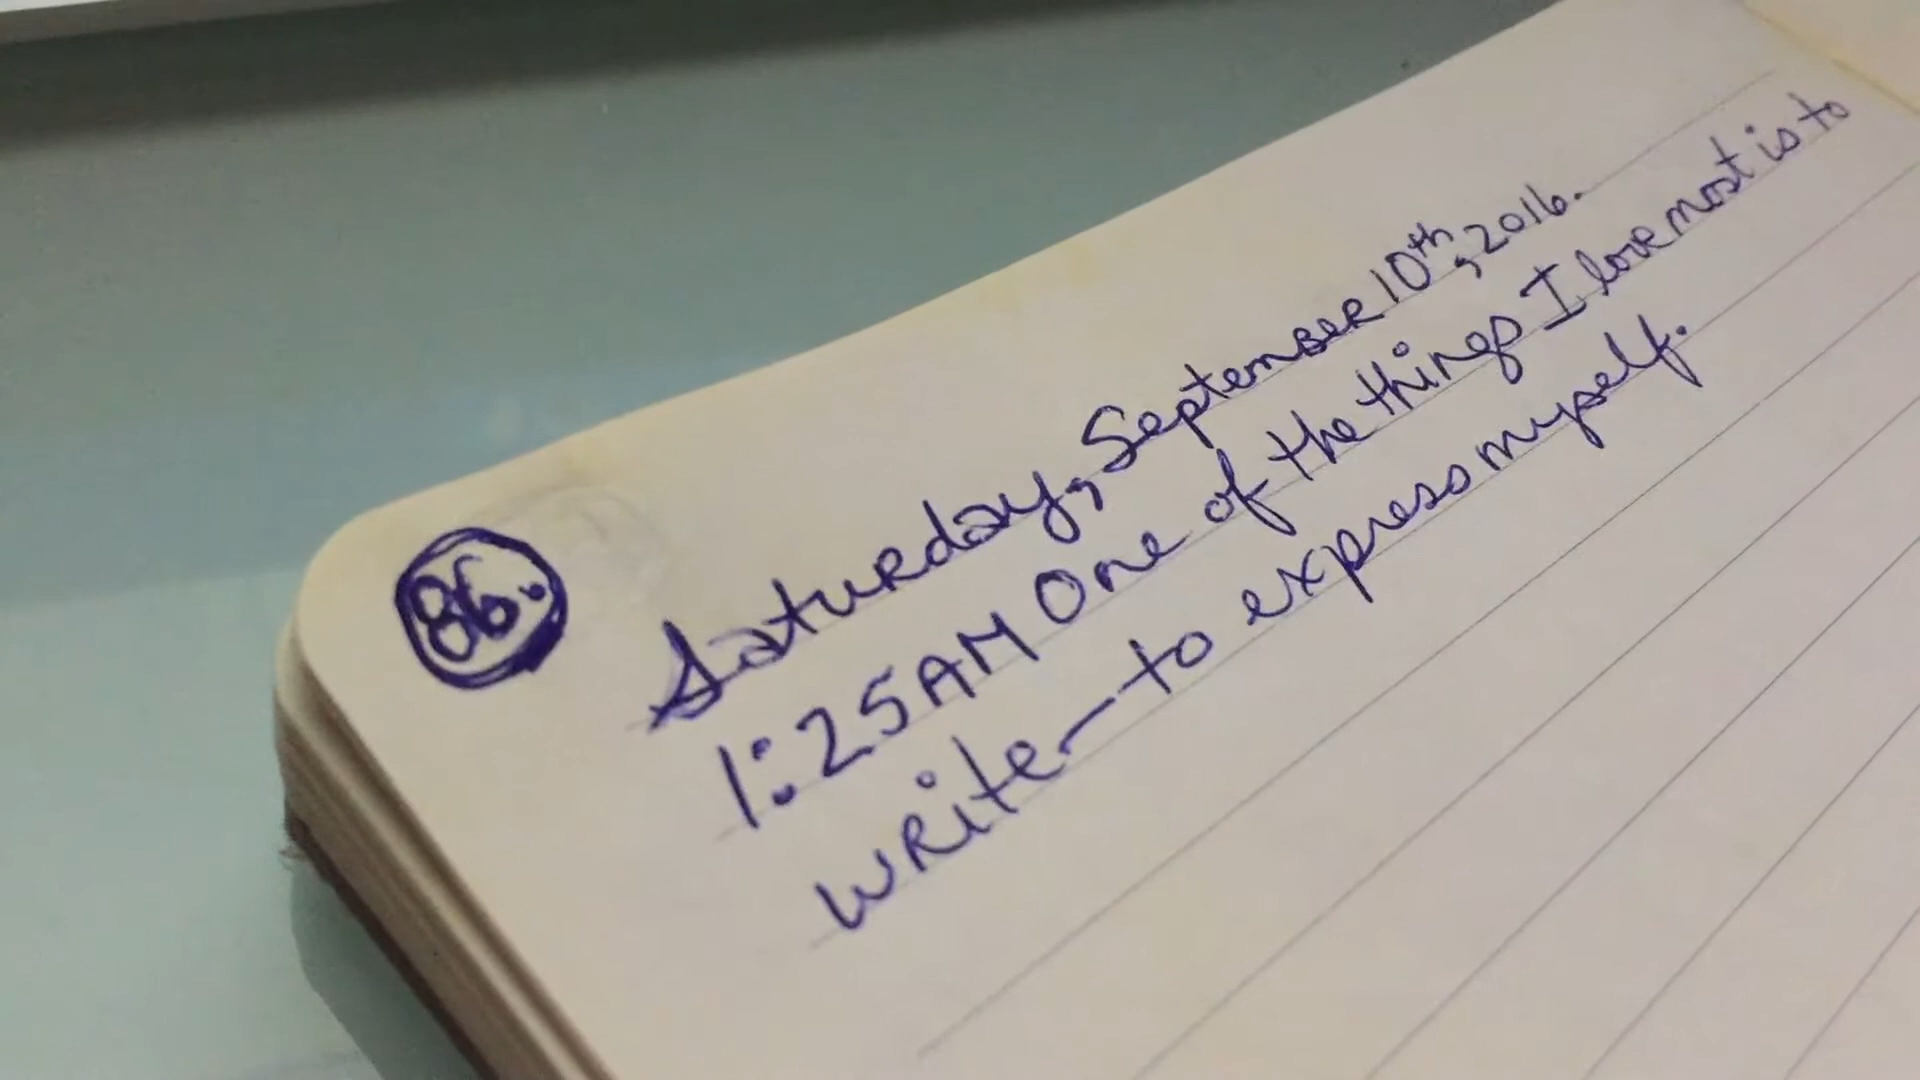 86.
Saturday, September 10th, 2016.
1:25AM One of the things I love most is to
write—to express myself.